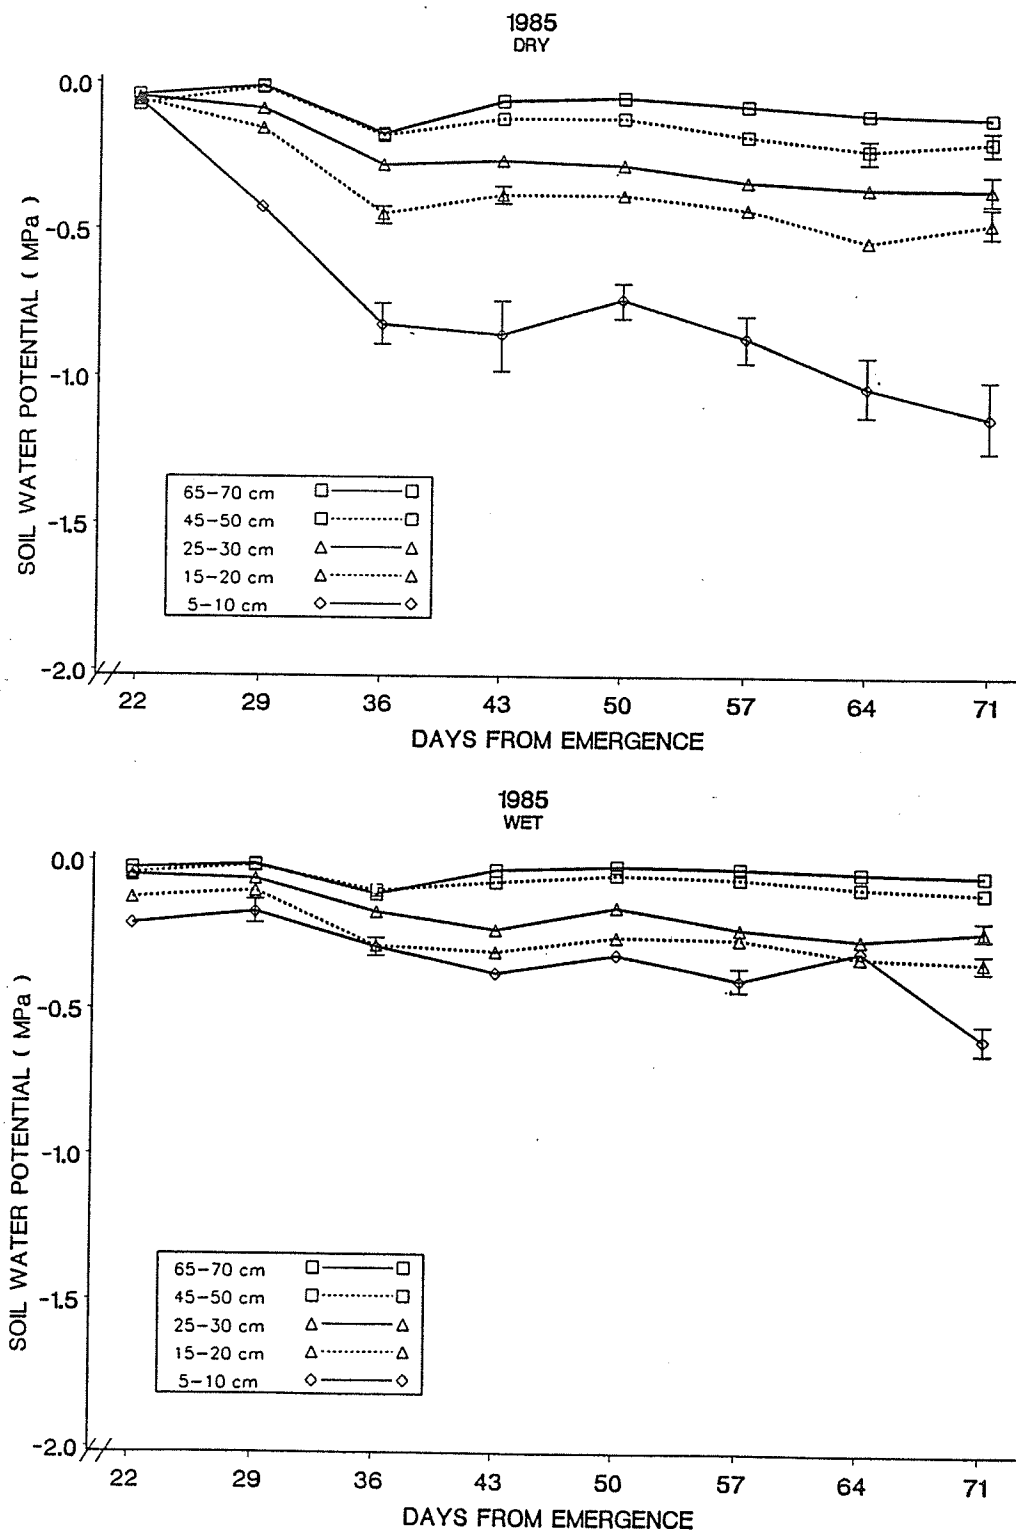 1985
DRY
0.0
-0.5
-1.0
-1.5
-2.0
SOIL WATER POTENTIAL ( MPa )
65-70 cm
45-50 cm
25-30 cm
15-20 cm
5-10 cm
22 29 36 43 50 57 64 71
DAYS FROM EMERGENCE
1985
WET
0.0
-0.5
-1.0
-1.5
-2.0
SOIL WATER POTENTIAL ( MPa )
65-70 cm
45-50 cm
25-30 cm
15-20 cm
5-10 cm
22 29 36 43 50 57 64 71
DAYS FROM EMERGENCE